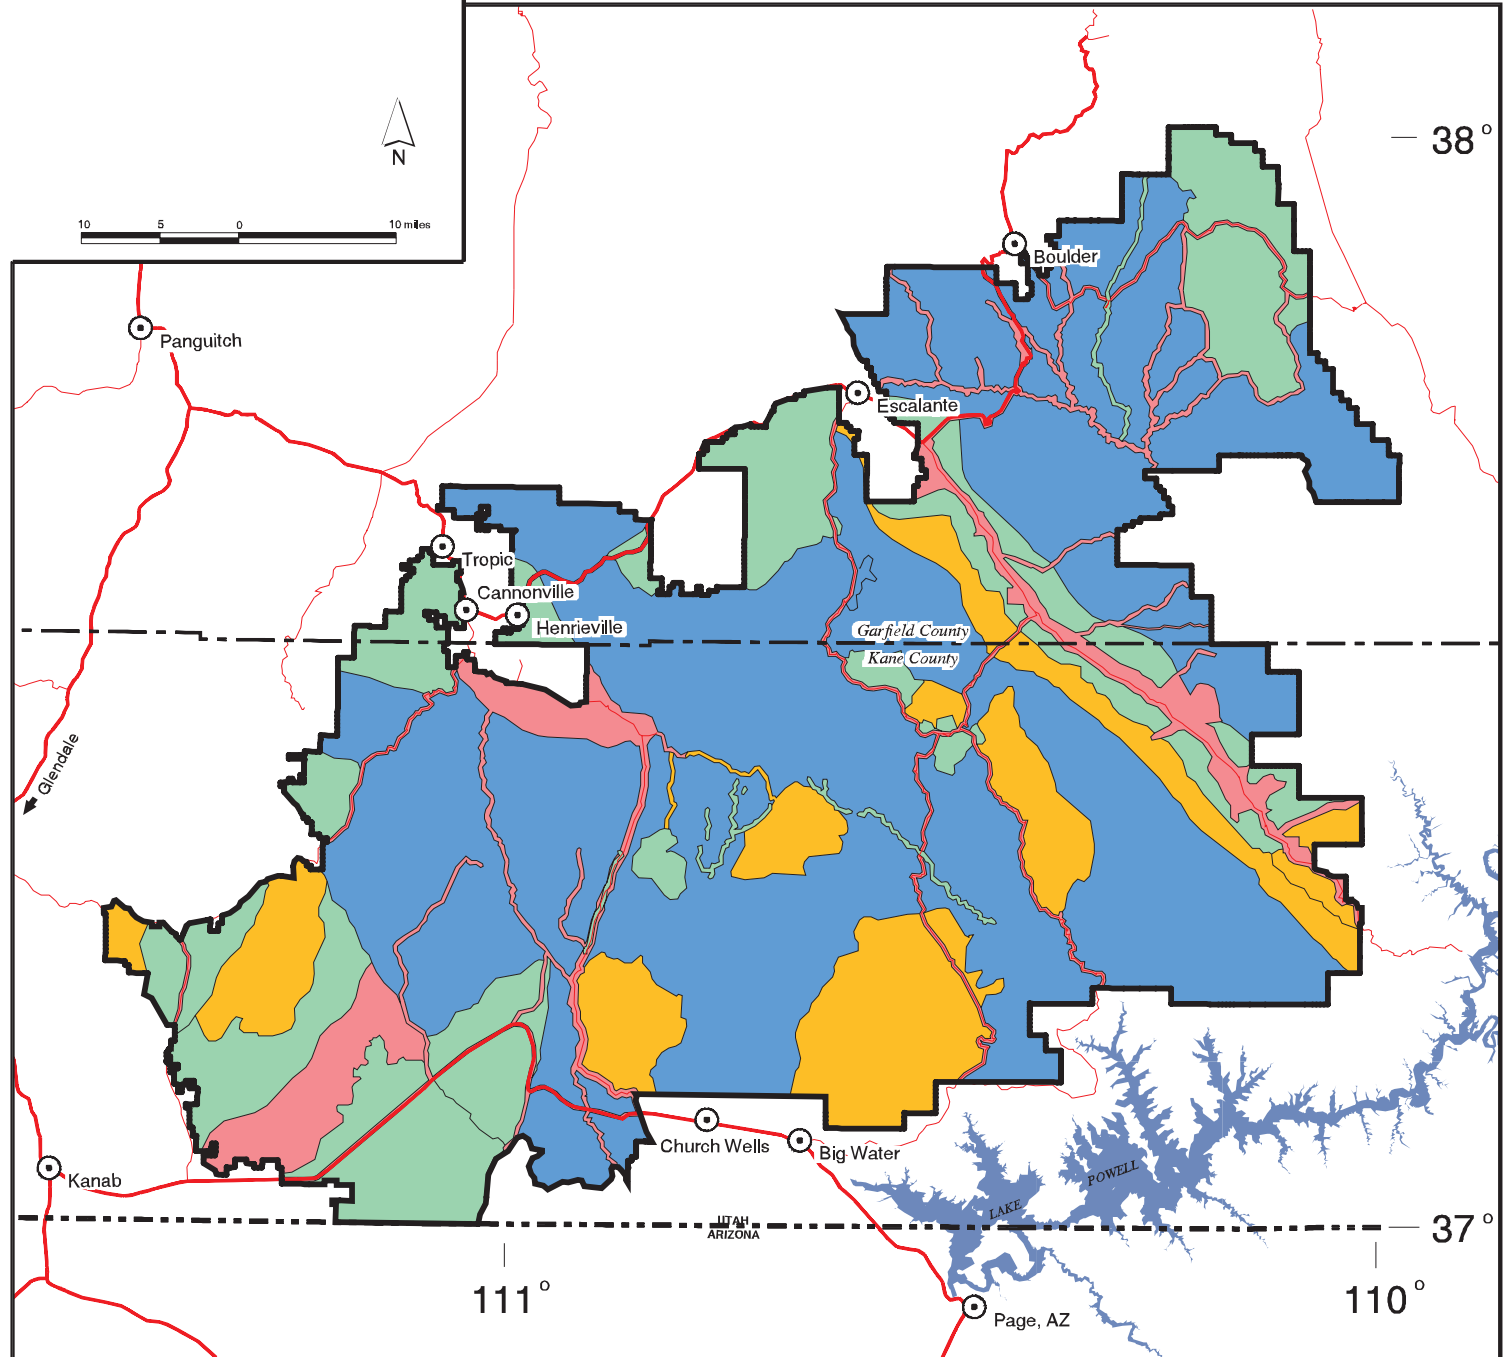 38°
N
10 5 0 10 miles
Boulder
Panguitch
Escalante
Tropic
Cannonville
Henrieville
Garfield County
Kane County
Glendale
Church Wells
Big Water
Kanab
LAKE POWELL
UTAH
ARIZONA
37°
111°
110°
Page, AZ